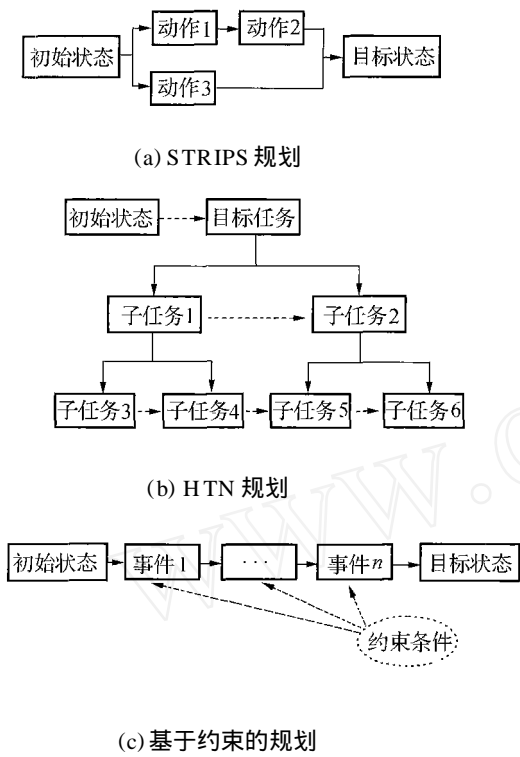 动作1 动作2
初始状态 目标状态
动作3
(a) STRIPS 规划
初始状态 目标任务
子任务1 子任务2
子任务3 子任务4 子任务5 子任务6
(b) HTN 规划
初始状态 事件1 ··· 事件n 目标状态
约束条件
(c) 基于约束的规划